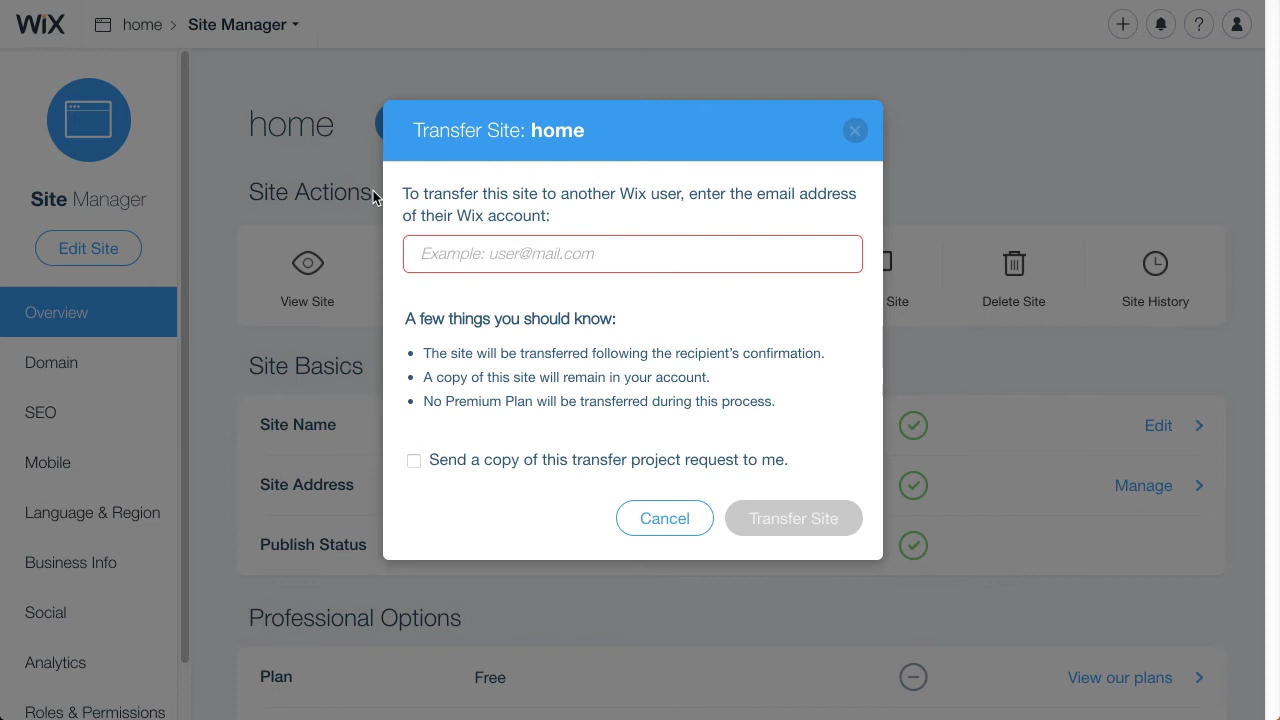 WiX
home > Site Manager
?
Site Manager
Edit Site
Overview
Domain
SEO
Mobile
Language & Region
Business Info
Social
Analytics
Roles & Permissions
home
Site Actions
View Site
Site
Delete Site
Site History
Transfer Site: home
To transfer this site to another Wix user, enter the email address
of their Wix account:
Example: user@mail.com
A few things you should know:
• The site will be transferred following the recipient's confirmation.
• A copy of this site will remain in your account.
• No Premium Plan will be transferred during this process.
Send a copy of this transfer project request to me.
Cancel
Transfer Site
Site Basics
Site Name
Edit >
Site Address
Manage >
Publish Status
Professional Options
Plan
Free
View our plans >